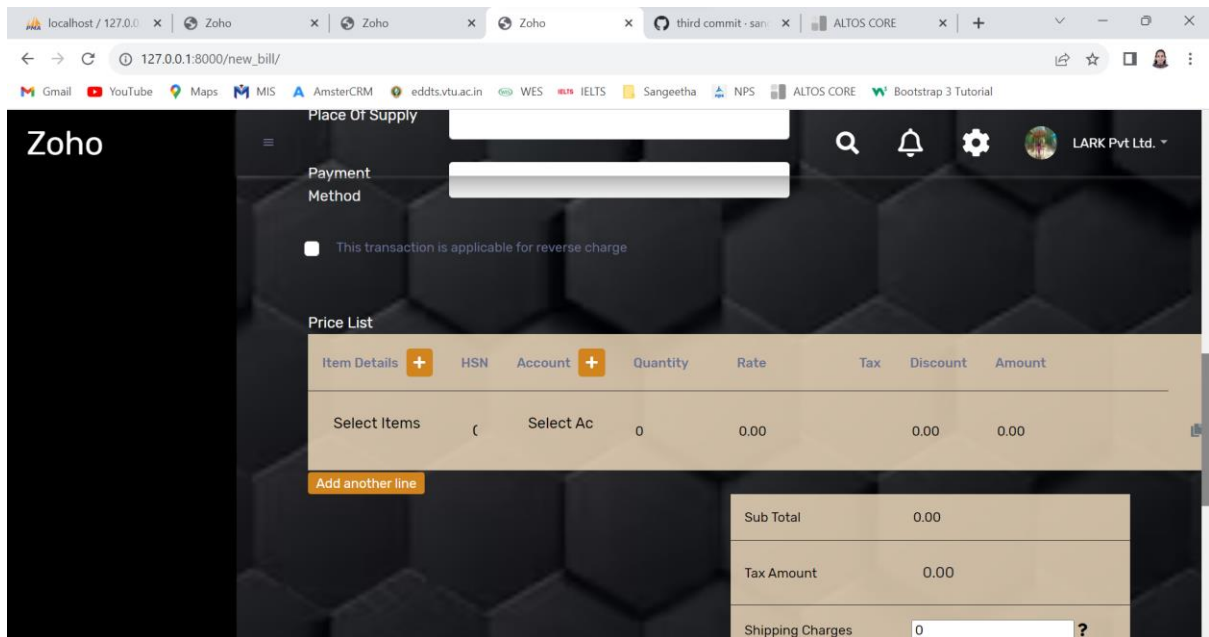 localhost / 127.0.0 Zoho Zoho Zoho third commit · san ALTOS CORE
127.0.0.1:8000/new_bill/
Gmail YouTube Maps MIS AmsterCRM eddts.vtu.ac.in WES IELTS Sangeetha NPS ALTOS CORE Bootstrap 3 Tutorial
Place Of Supply
Zoho LARK Pvt Ltd.
Payment
Method
This transaction is applicable for reverse charge
Price List
Item Details + HSN Account + Quantity Rate Tax Discount Amount
Select Items Select Ac 0 0.00 0.00 0.00
Add another line
Sub Total 0.00
Tax Amount 0.00
Shipping Charges 0 ?